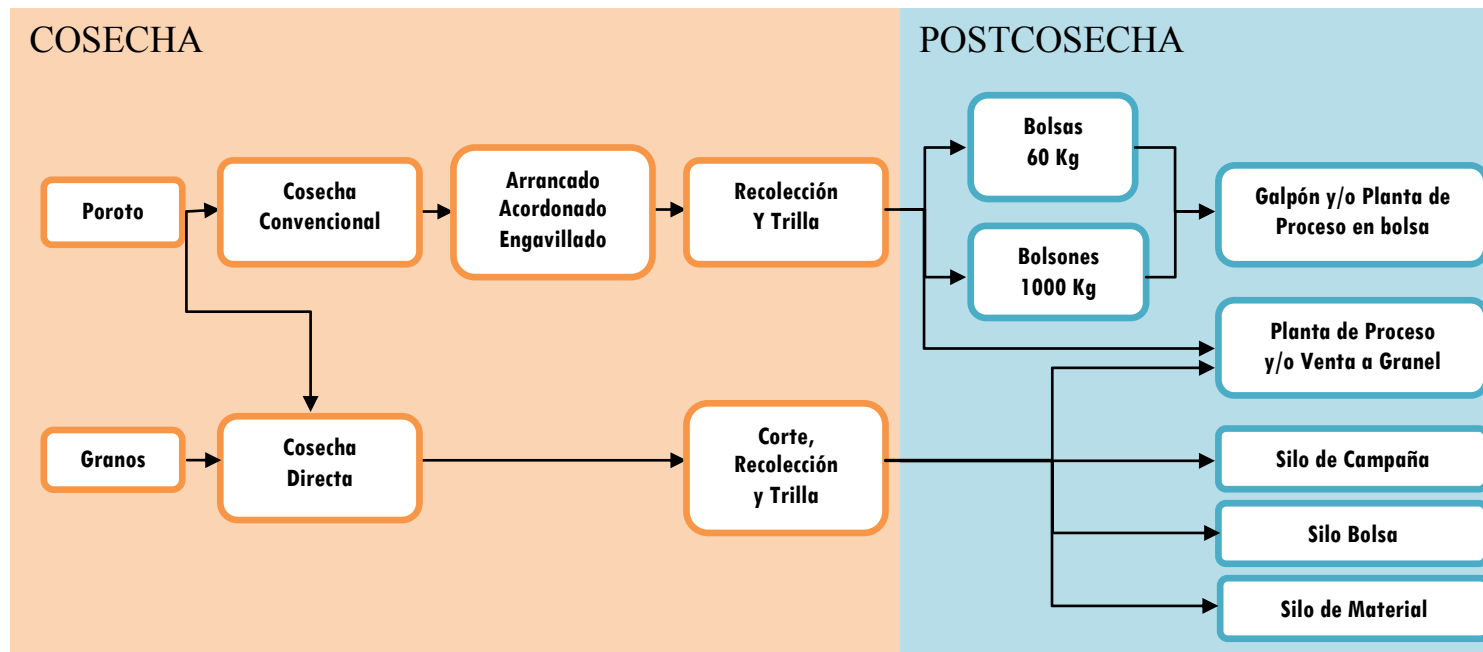 COSECHA
POSTCOSECHA
Poroto
Cosecha
Convencional
Arrancado
Acordonado
Engavillado
Recolección
Y Trilla
Bolsas
60 Kg
Bolsones
1000 Kg
Galpón y/o Planta de
Proceso en bolsa
Planta de Proceso
y/o Venta a Granel
Granos
Cosecha
Directa
Corte,
Recolección
y Trilla
Silo de Campaña
Silo Bolsa
Silo de Material